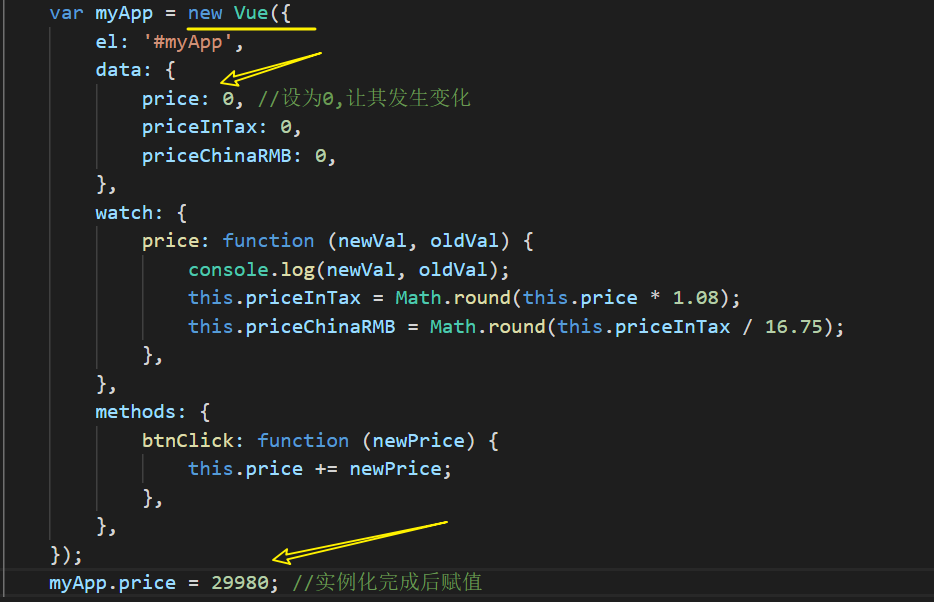 var myApp = new Vue({
el: '#myApp',
data: {
price: 0, //设为0,让其发生变化
priceInTax: 0,
priceChinaRMB: 0,
},
watch: {
price: function (newVal, oldVal) {
console.log(newVal, oldVal);
this.priceInTax = Math.round(this.price * 1.08);
this.priceChinaRMB = Math.round(this.priceInTax / 16.75);
},
},
methods: {
btnClick: function (newPrice) {
this.price += newPrice;
},
},
});
myApp.price = 29980; //实例化完成后赋值